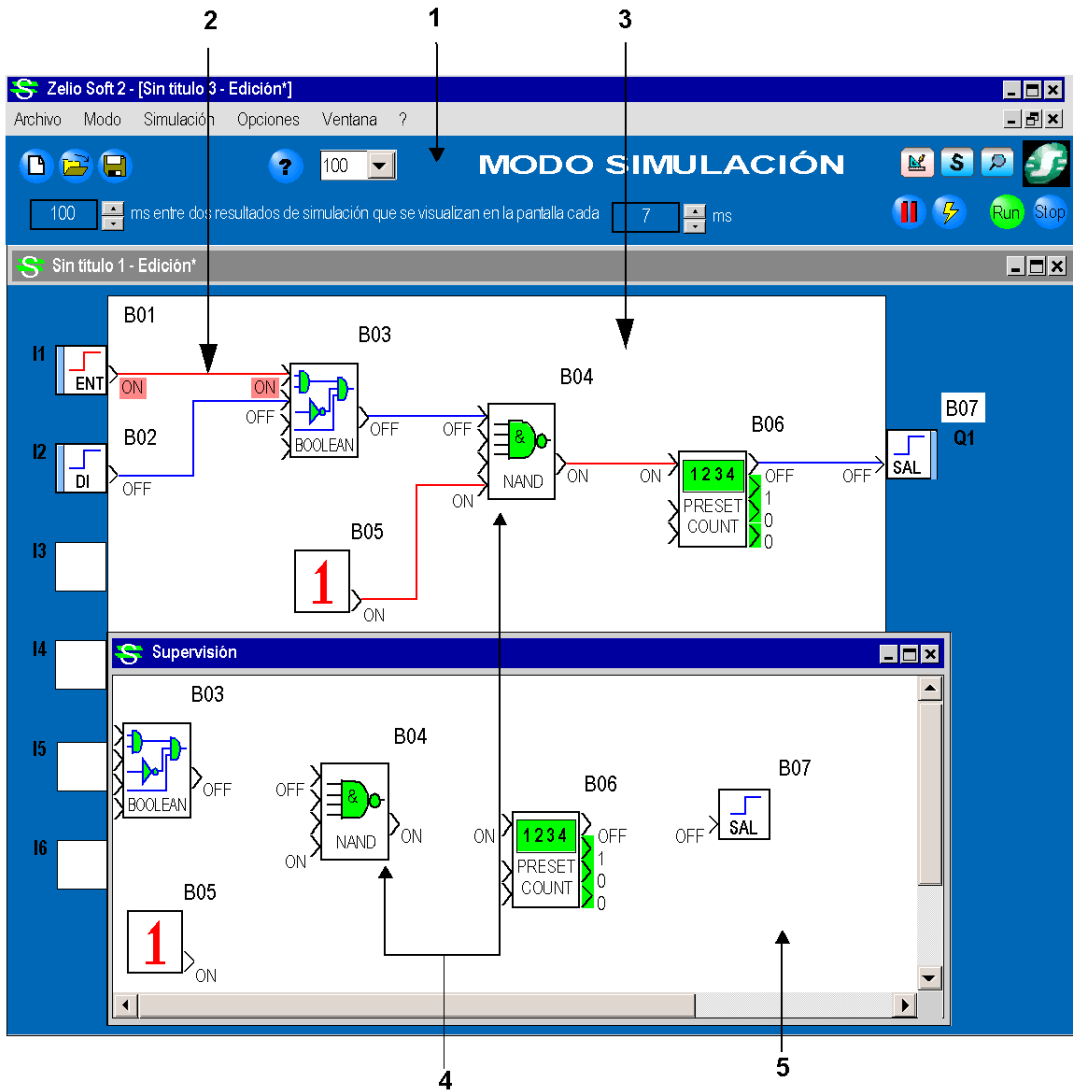 1
2
3
Zelio Soft 2 - [Sin titulo 3 - Edición*]
Archivo Modo Simulación Opciones Ventana ?
? 100 MODO SIMULACIÓN S
100 ms entre dos resultados de simulación que se visualizan en la pantalla cada 7 ms Run Stop
Sin titulo 1 - Edición*
B01
B03
I1
ENT
ON
ON
OFF
BOOLEAN
OFF
B04
OFF
&
NAND
ON
ON
B06
ON
1234
PRESET
COUNT
OFF
1
0
0
OFF
B07
Q1
SAL
I2
B02
DI
OFF
B05
1
ON
I3
I4
I5
I6
Supervisión
B03
BOOLEAN
OFF
B04
OFF
&
NAND
ON
ON
B06
ON
1234
PRESET
COUNT
OFF
1
0
0
B07
OFF
SAL
B05
1
ON
4
5